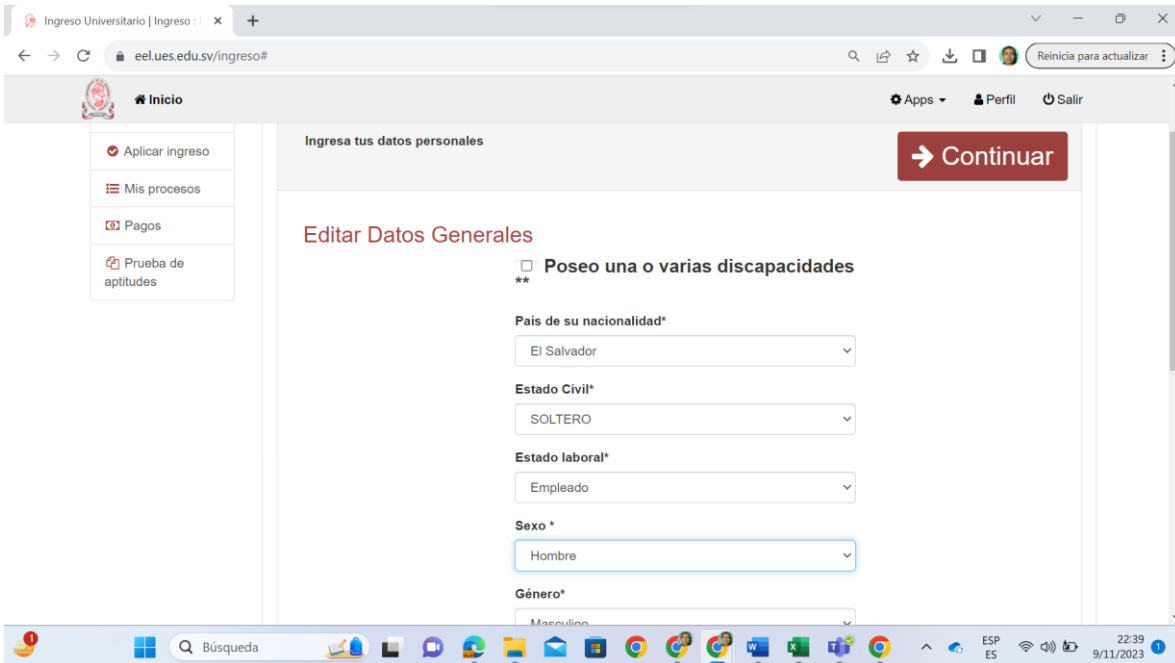 Ingreso Universitario | Ingreso :
eel.ues.edu.sv/ingreso#
Reinicia para actualizar
Inicio
Apps
Perfil
Salir
Aplicar ingreso
Mis procesos
Pagos
Prueba de
aptitudes
Ingresa tus datos personales
Continuar
Editar Datos Generales
Poseo una o varias discapacidades
**
País de su nacionalidad*
El Salvador
Estado Civil*
SOLTERO
Estado laboral*
Empleado
Sexo *
Hombre
Género*
Masculino
1
Búsqueda
ESP
ES
22:39
9/11/2023
1